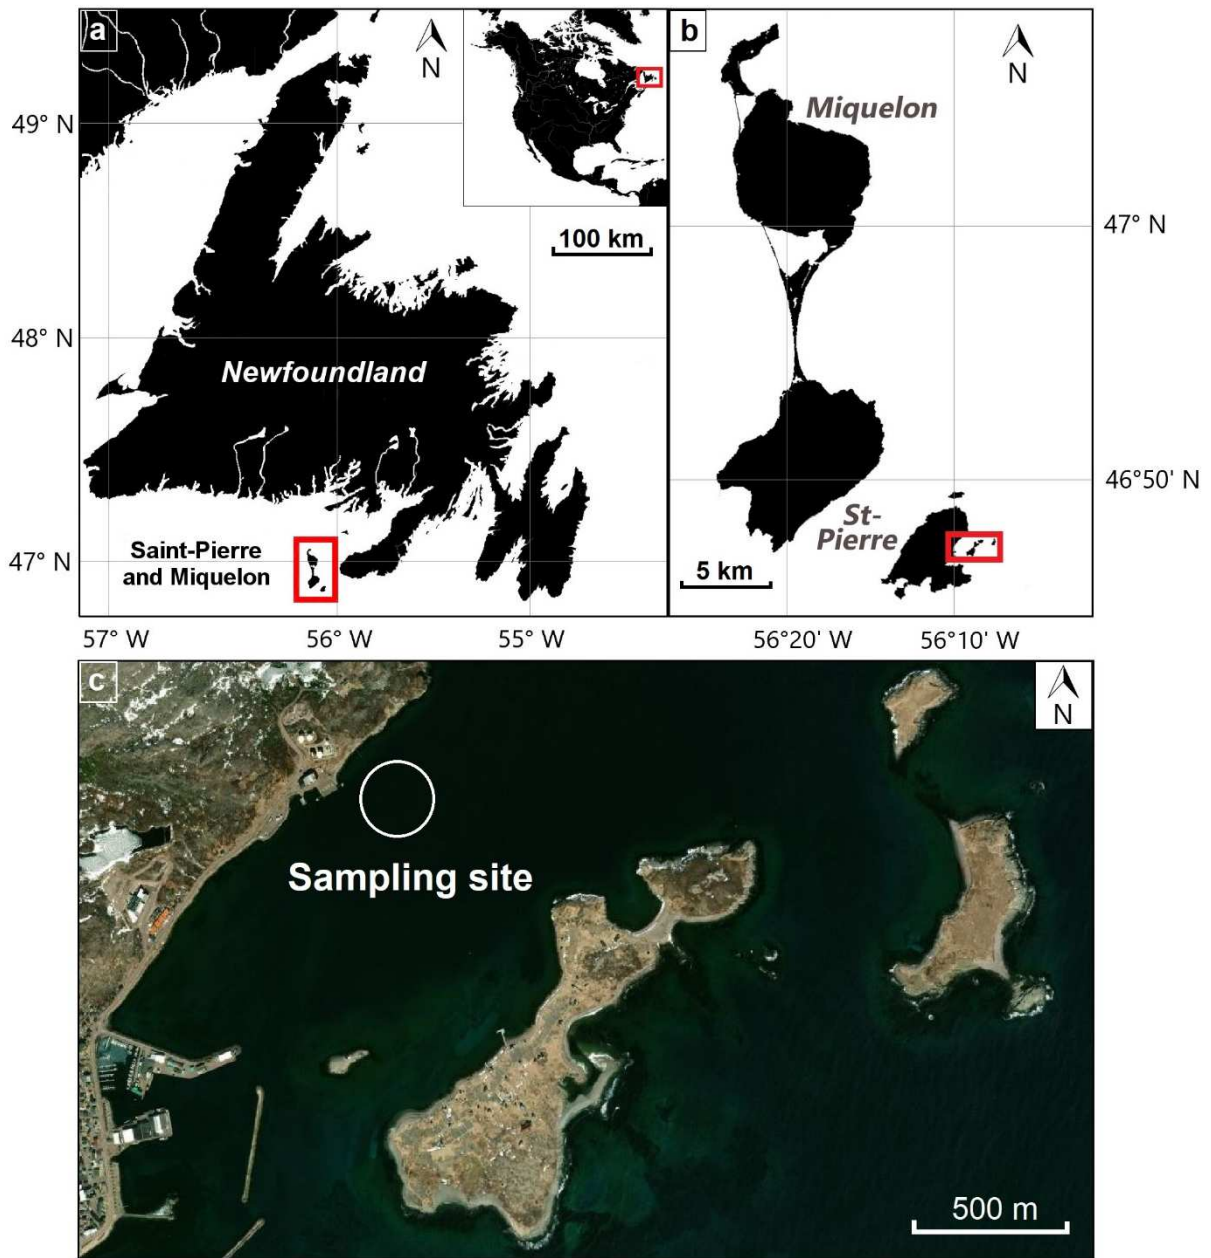 a
N
49° N
100 km
48° N
Newfoundland
Saint-Pierre
and Miquelon
47° N
57° W
56° W
55° W
b
N
Miquelon
47° N
46°50' N
St-
Pierre
5 km
56°20' W
56°10' W
c
N
Sampling site
500 m